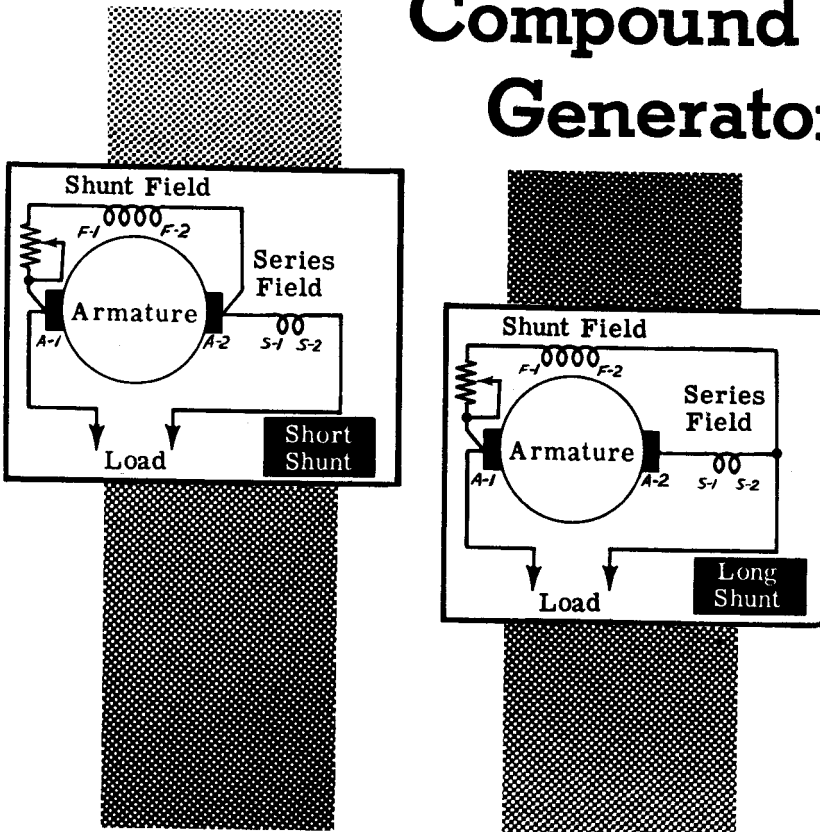 Compound
Shunt Field
F-1 F-2
Series
Field
Armature
A-1 A-2 S-1 S-2
Load
Short
Shunt
Shunt Field
F-1 F-2
Series
Field
Armature
A-1 A-2 S-1 S-2
Load
Long
Shunt